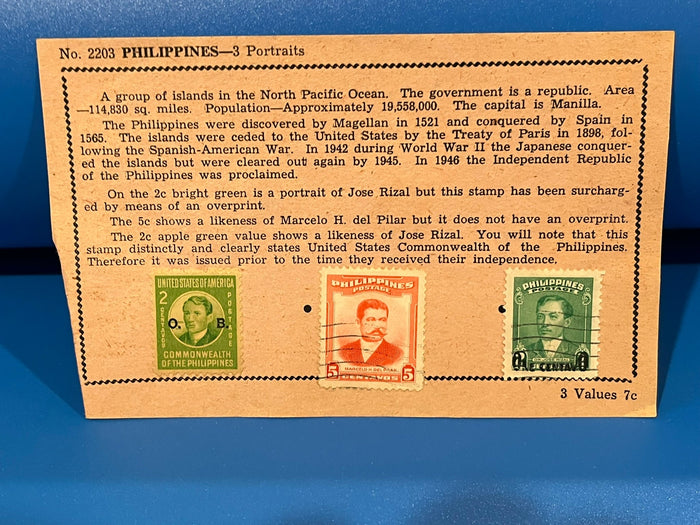 No. 2203 PHILIPPINES—3 Portraits
A group of islands in the North Pacific Ocean. The government is a republic. Area
—114,830 sq. miles. Population—Approximately 19,558,000. The capital is Manilla.
The Philippines were discovered by Magellan in 1521 and conquered by Spain in
1565. The islands were ceded to the United States by the Treaty of Paris in 1898, fol-
lowing the Spanish-American War. In 1942 during World War II the Japanese conquer-
ed the islands but were cleared out again by 1945. In 1946 the Independent Republic
of the Philippines was proclaimed.
On the 2c bright green is a portrait of Jose Rizal but this stamp has been surcharg-
ed by means of an overprint.
The 5c shows a likeness of Marcelo H. del Pilar but it does not have an overprint.
The 2c apple green value shows a likeness of Jose Rizal. You will note that this
stamp distinctly and clearly states United States Commonwealth of the Philippines.
Therefore it was issued prior to the time they received their independence.
UNITED STATES OF AMERICA
2
CENTAVOS
POSTAGE
O. B.
COMMONWEALTH
OF THE PHILIPPINES
PHILIPPINES
POSTAGE
MARCELO H. DEL PILAR
5 CENTAVOS 5
PHILIPPINES
POSTAGE
DR. JOSE RIZAL
ONE CENTAVO
3 Values 7c